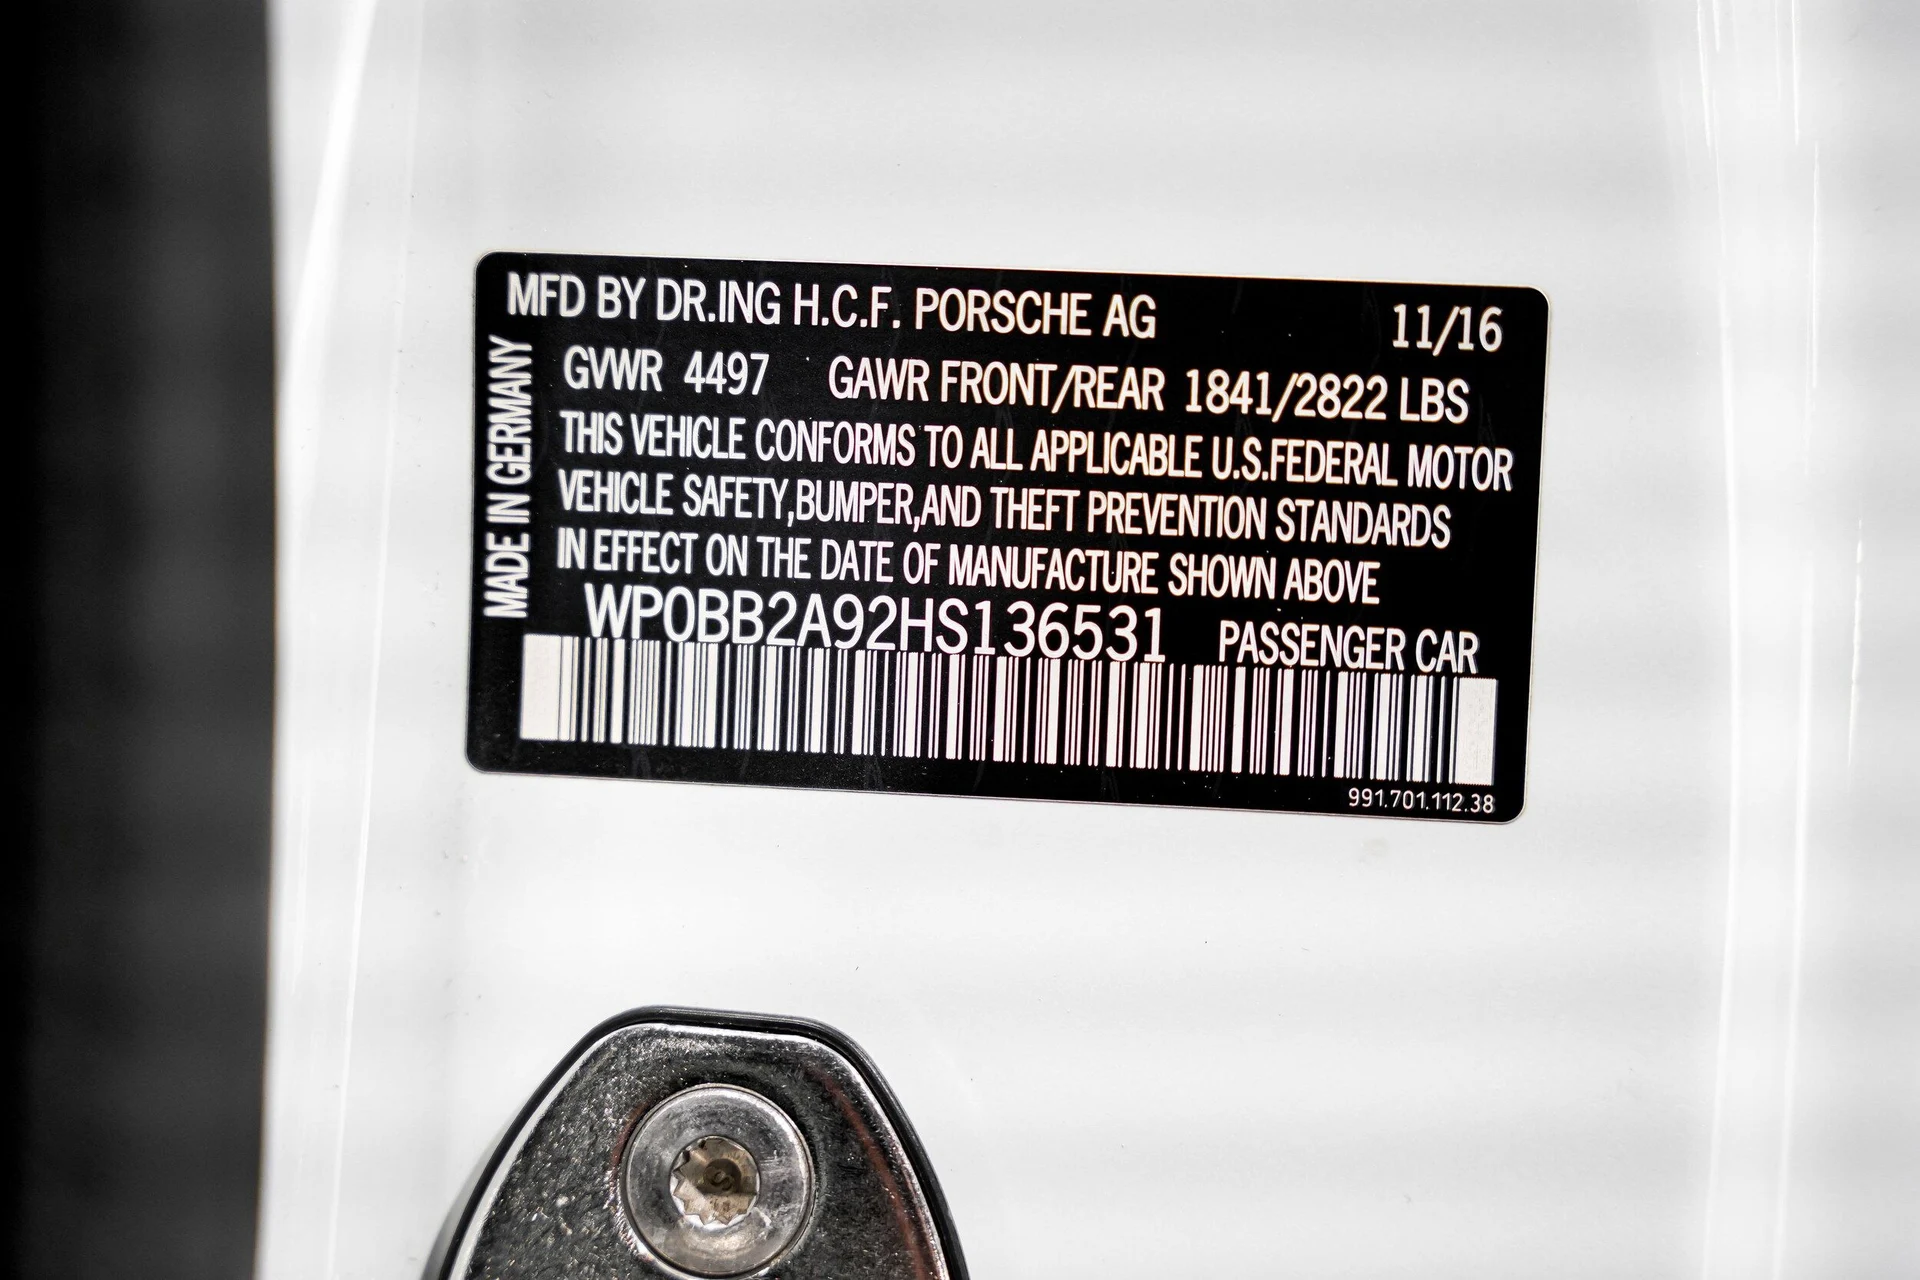 MFD BY DR.ING H.C.F. PORSCHE AG 11/16
GVWR 4497 GAWR FRONT/REAR 1841/2822 LBS
THIS VEHICLE CONFORMS TO ALL APPLICABLE U.S.FEDERAL MOTOR
VEHICLE SAFETY,BUMPER,AND THEFT PREVENTION STANDARDS
IN EFFECT ON THE DATE OF MANUFACTURE SHOWN ABOVE
WP0BB2A92HS136531 PASSENGER CAR
991.701.112.38
MADE IN GERMANY